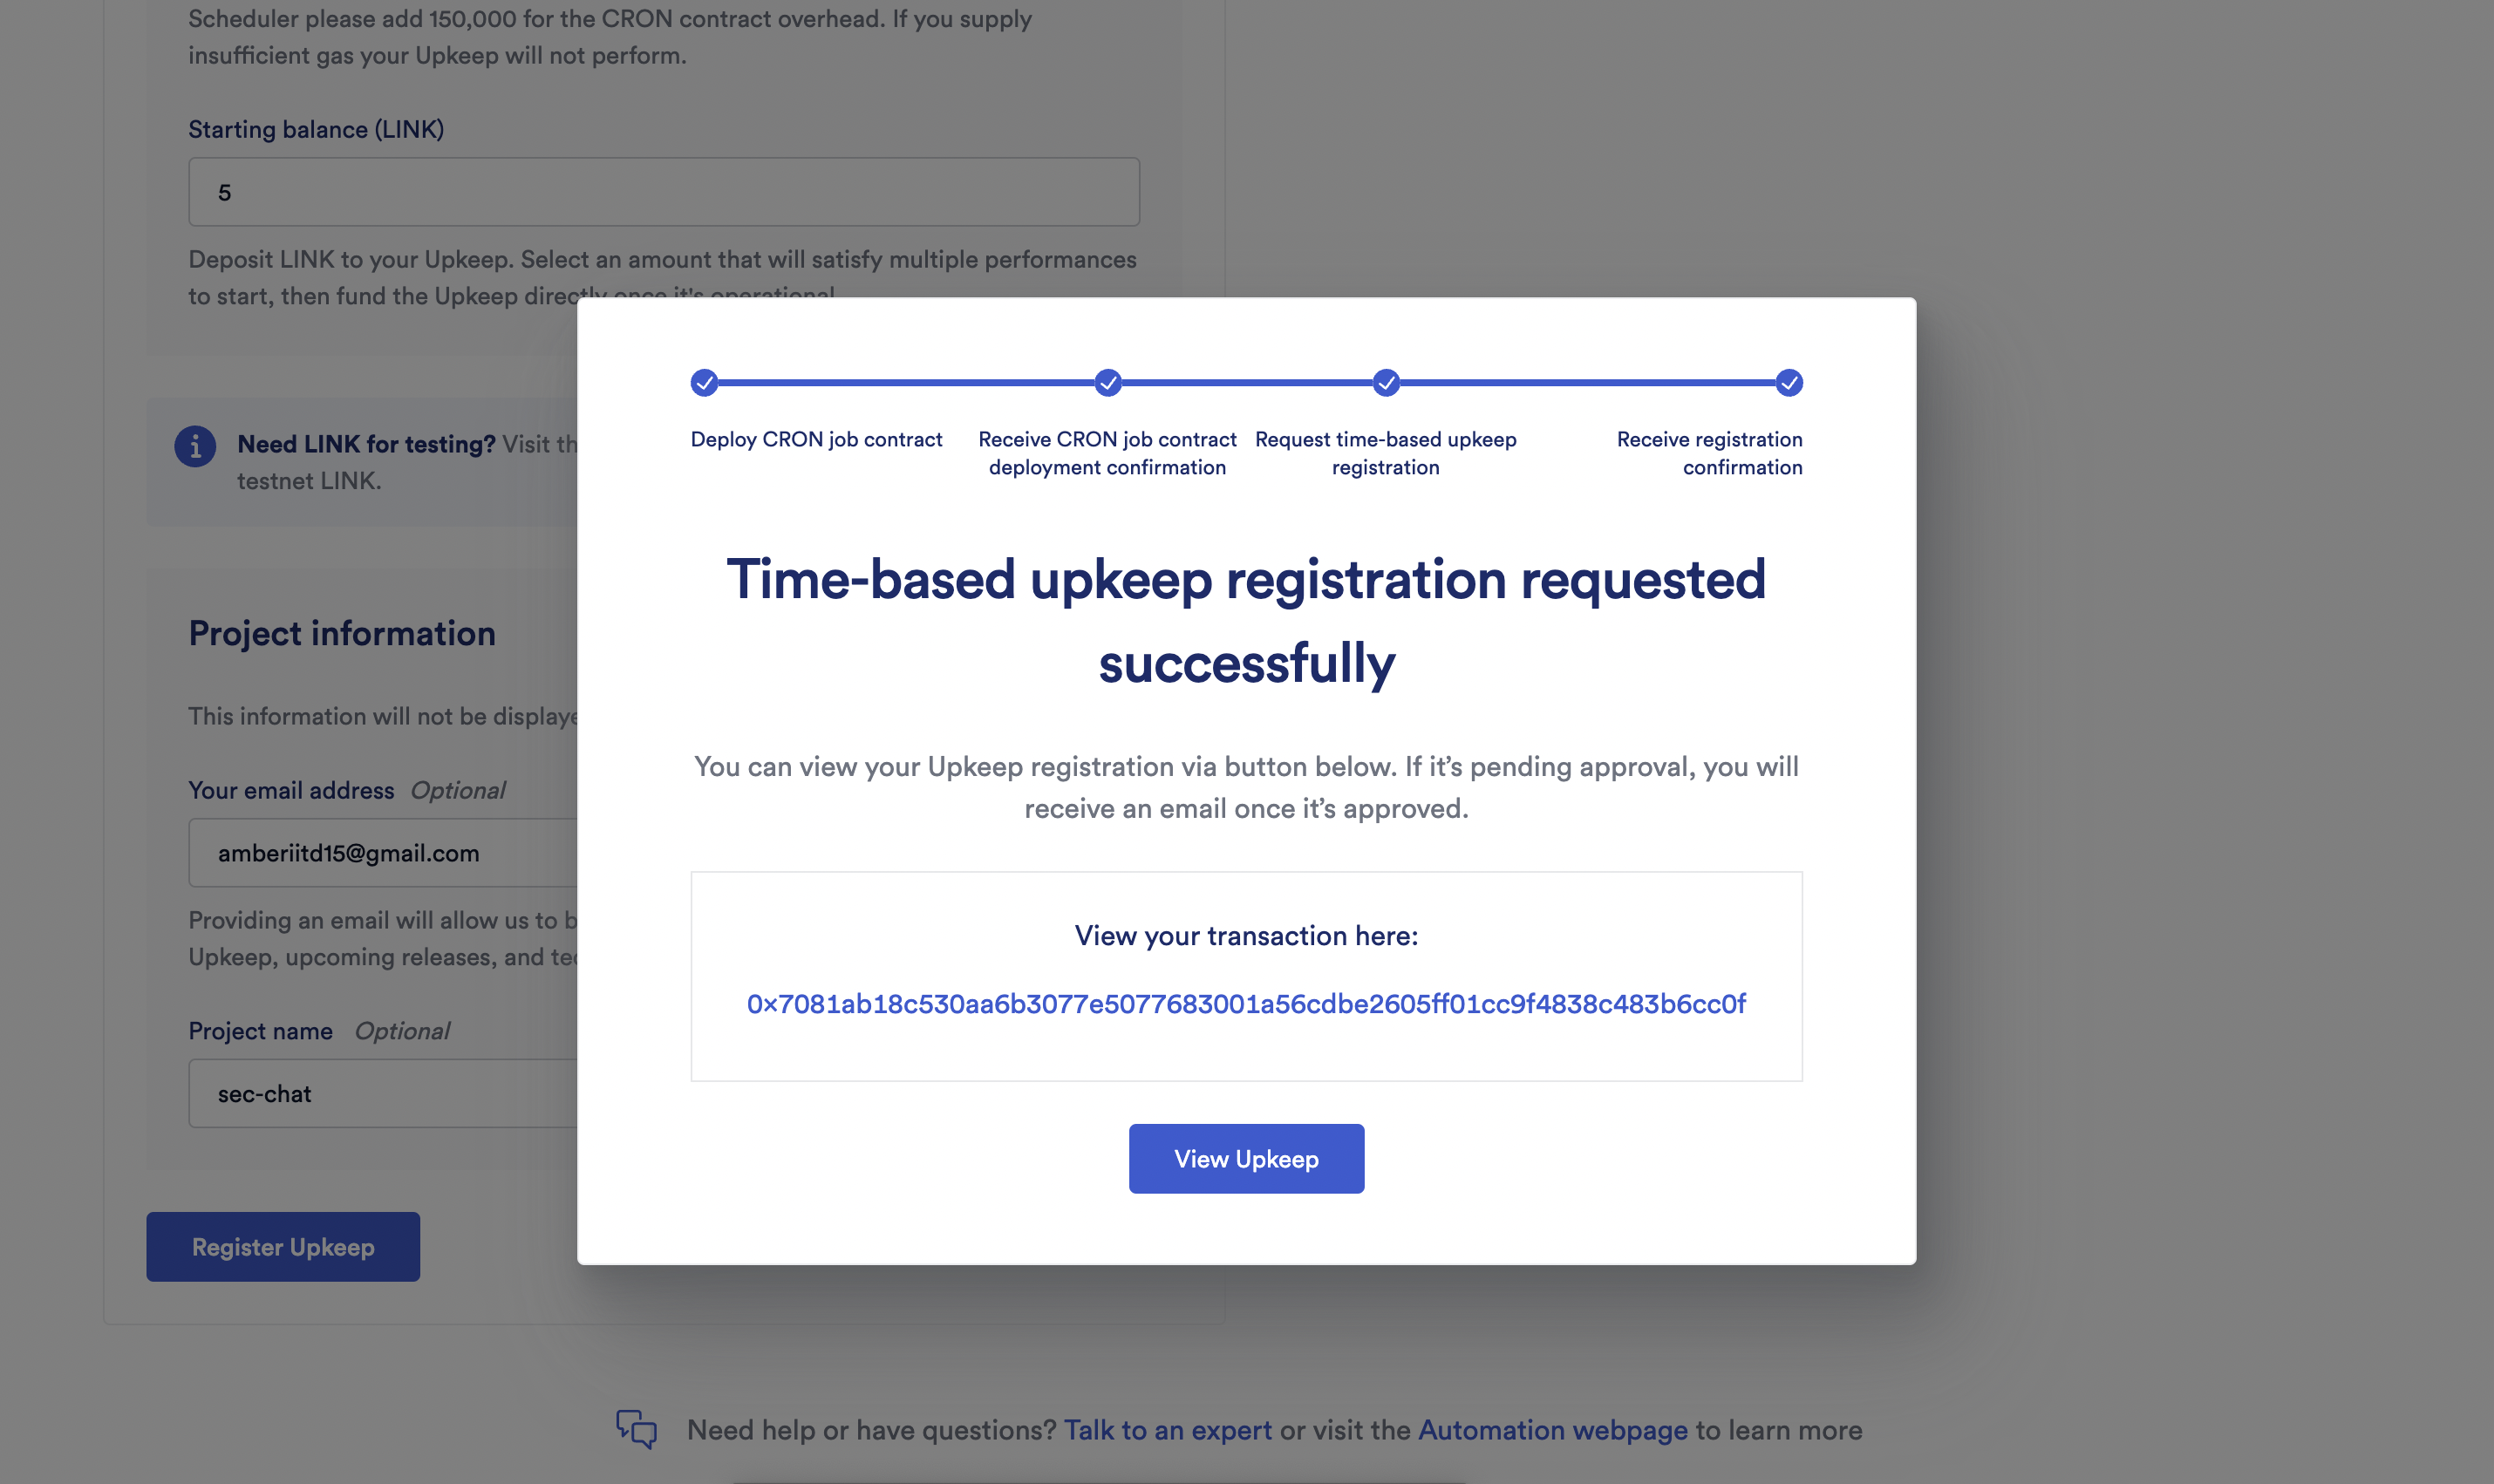 Scheduler please add 150,000 for the CRON contract overhead. If you supply
insufficient gas your Upkeep will not perform.
Starting balance (LINK)
5
Deposit LINK to your Upkeep. Select an amount that will satisfy multiple performances
to start, then fund the Upkeep directly once it's operational.
Need LINK for testing? Visit th
testnet LINK.
Project information
This information will not be displaye
Your email address Optional
amberiitd15@gmail.com
Providing an email will allow us to b
Upkeep, upcoming releases, and tec
Project name Optional
sec-chat
Register Upkeep
Deploy CRON job contract
Receive CRON job contract
deployment confirmation
Request time-based upkeep
registration
Receive registration
confirmation
Time-based upkeep registration requested
successfully
You can view your Upkeep registration via button below. If it’s pending approval, you will
receive an email once it’s approved.
View your transaction here:
0x7081ab18c530aa6b3077e5077683001a56cdbe2605ff01cc9f4838c483b6cc0f
View Upkeep
Need help or have questions? Talk to an expert or visit the Automation webpage to learn more